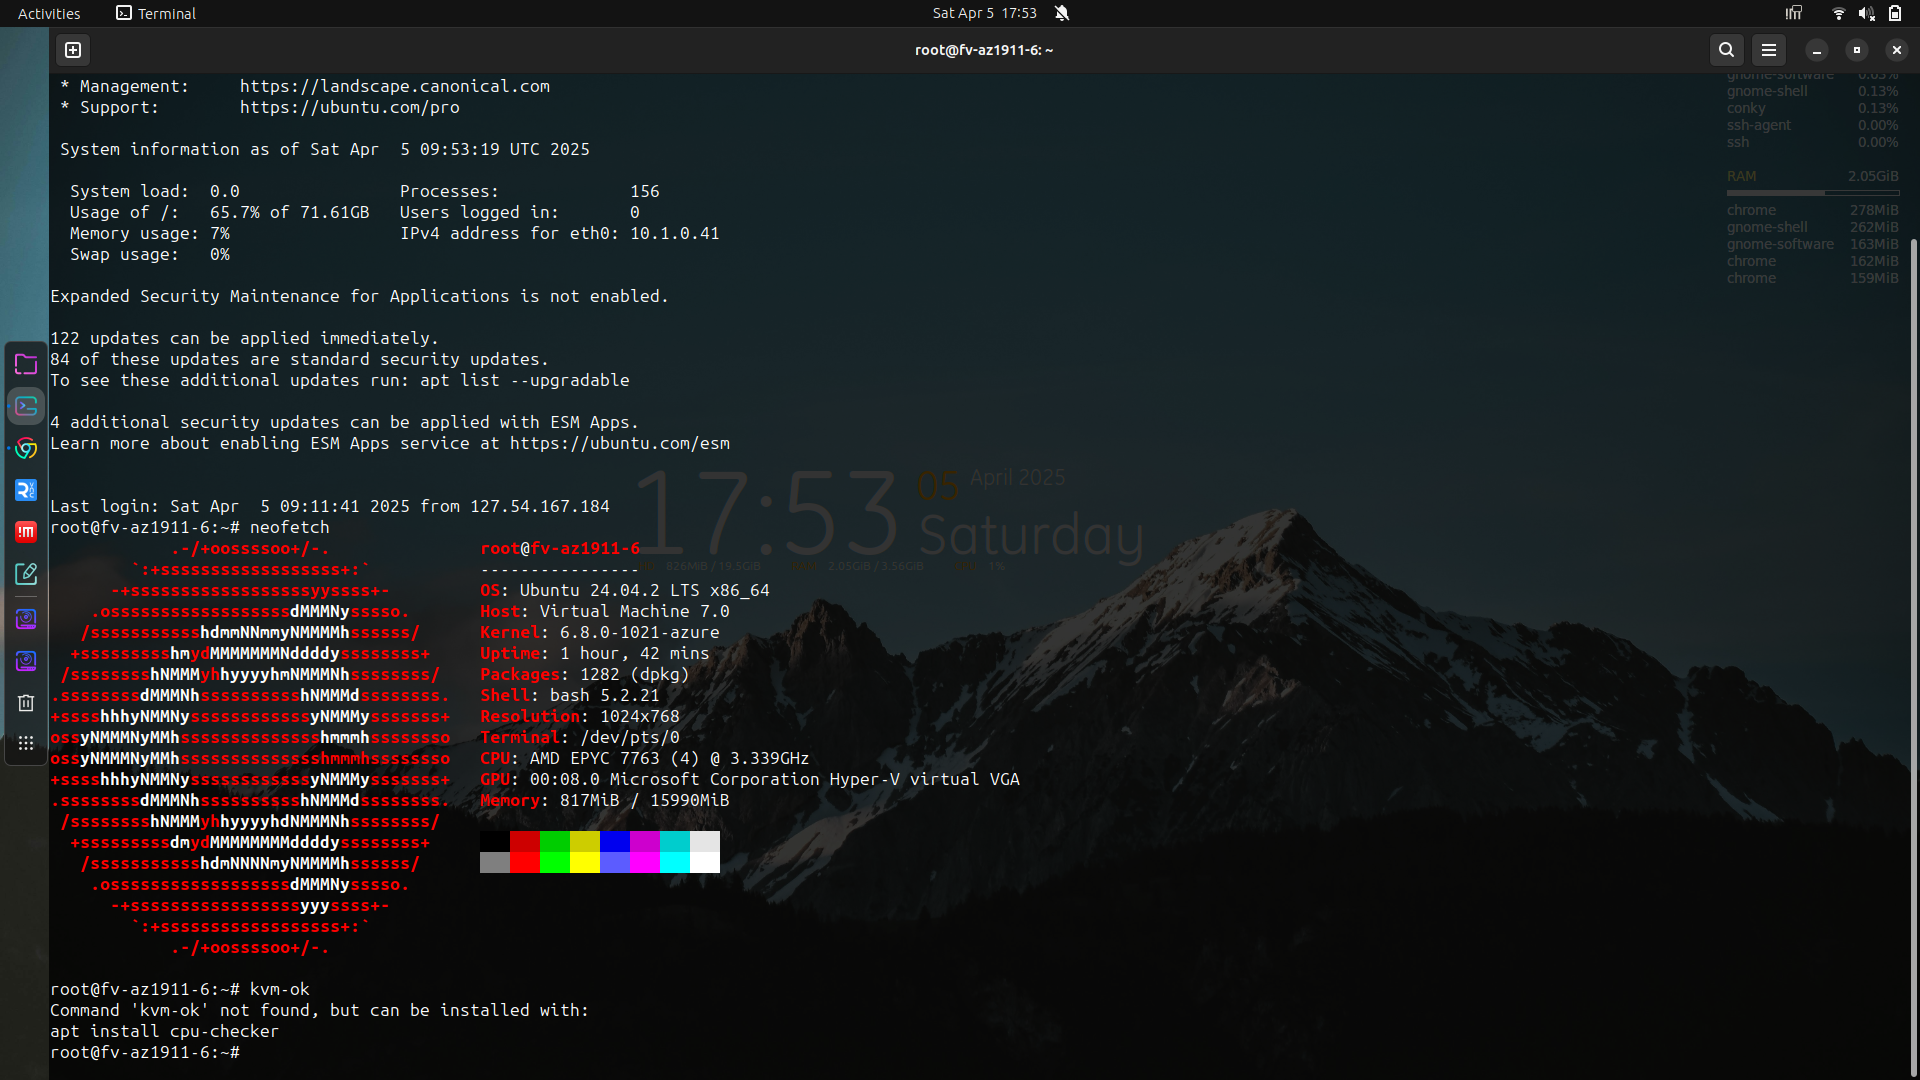 Activities
Terminal
Sat Apr 5 17:53
root@fv-az1911-6: ~
* Management: https://landscape.canonical.com
* Support: https://ubuntu.com/pro
System information as of Sat Apr 5 09:53:19 UTC 2025
System load: 0.0 Processes: 156
Usage of /: 65.7% of 71.61GB Users logged in: 0
Memory usage: 7% IPv4 address for eth0: 10.1.0.41
Swap usage: 0%
Expanded Security Maintenance for Applications is not enabled.
122 updates can be applied immediately.
84 of these updates are standard security updates.
To see these additional updates run: apt list --upgradable
4 additional security updates can be applied with ESM Apps.
Learn more about enabling ESM Apps service at https://ubuntu.com/esm
Last login: Sat Apr 5 09:11:41 2025 from 127.54.167.184
root@fv-az1911-6:~# neofetch
.-/+oossssoo+/-. root@fv-az1911-6
`:+ssssssssssssssssss+:` ----------------
-+ssssssssssssssssssyyssss+- OS: Ubuntu 24.04.2 LTS x86_64
.ossssssssssssssssssdMMMNysssso. Host: Virtual Machine 7.0
/ssssssssssshdmmNNmmyNMMMMhssssss/ Kernel: 6.8.0-1021-azure
+ssssssssshmydMMMMMMMNddddyssssssss+ Uptime: 1 hour, 42 mins
/sssssssshNMMMyhhyyyyhmNMMMNhssssssss/ Packages: 1282 (dpkg)
.ssssssssdMMMNhsssssssssshNMMMdssssssss. Shell: bash 5.2.21
+sssshhhyNMMNyssssssssssssyNMMMysssssss+ Resolution: 1024x768
ossyNMMMNyMMhsssssssssssssshmmmhssssssso Terminal: /dev/pts/0
ossyNMMMNyMMhsssssssssssssshmmmhssssssso CPU: AMD EPYC 7763 (4) @ 3.339GHz
+sssshhhyNMMNyssssssssssssyNMMMysssssss+ GPU: 00:08.0 Microsoft Corporation Hyper-V virtual VGA
.ssssssssdMMMNhsssssssssshNMMMdssssssss. Memory: 817MiB / 15990MiB
/sssssssshNMMMyhhyyyyhdNMMMNhssssssss/
+sssssssssdmydMMMMMMMMddddyssssssss+
/ssssssssssshdmNNNNmyNMMMMhssssss/
.ossssssssssssssssssdMMMNysssso.
-+sssssssssssssssssyyyssss+-
`:+ssssssssssssssssss+:`
.-/+oossssoo+/-.
root@fv-az1911-6:~# kvm-ok
Command 'kvm-ok' not found, but can be installed with:
apt install cpu-checker
root@fv-az1911-6:~#
gnome-software 0.63%
gnome-shell 0.13%
conky 0.13%
ssh-agent 0.00%
ssh 0.00%
RAM 2.05GiB
chrome 278MiB
gnome-shell 262MiB
gnome-software 163MiB
chrome 162MiB
chrome 159MiB
17:53 05 April 2025
Saturday
826MiB / 19.5GiB 2.05GiB / 3.56GiB 1%